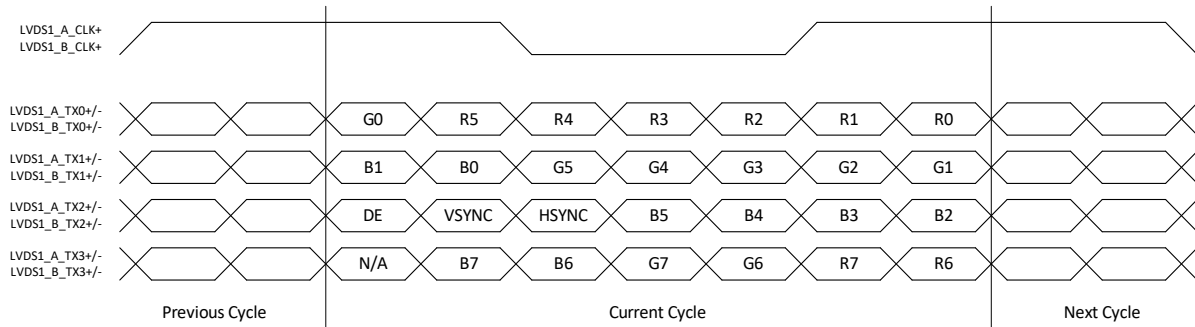 LVDS1_A_CLK+
LVDS1_B_CLK+
LVDS1_A_TX0+/-
LVDS1_B_TX0+/-
G0 R5 R4 R3 R2 R1 R0
LVDS1_A_TX1+/-
LVDS1_B_TX1+/-
B1 B0 G5 G4 G3 G2 G1
LVDS1_A_TX2+/-
LVDS1_B_TX2+/-
DE VSYNC HSYNC B5 B4 B3 B2
LVDS1_A_TX3+/-
LVDS1_B_TX3+/-
N/A B7 B6 G7 G6 R7 R6
Previous Cycle Current Cycle Next Cycle